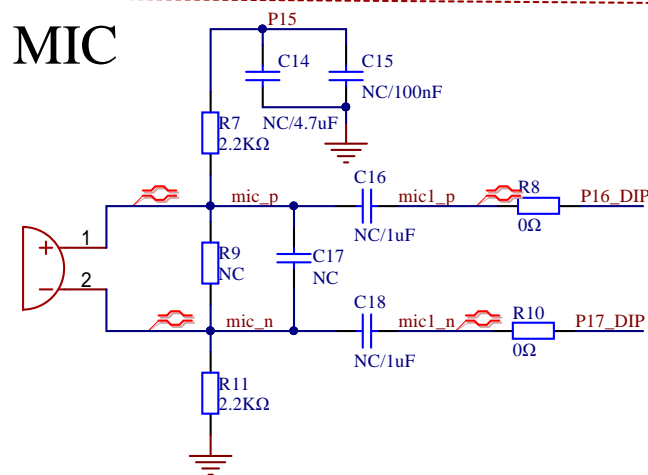 P15
MIC
C14
C15
NC/100nF
NC/4.7uF
R7
2.2KΩ
C16
R8
mic_p
mic1_p
P16_DIP
NC/1uF
0Ω
+
1
R9
NC
C17
NC
-
2
C18
R10
mic_n
mic1_n
P17_DIP
NC/1uF
0Ω
R11
2.2KΩ